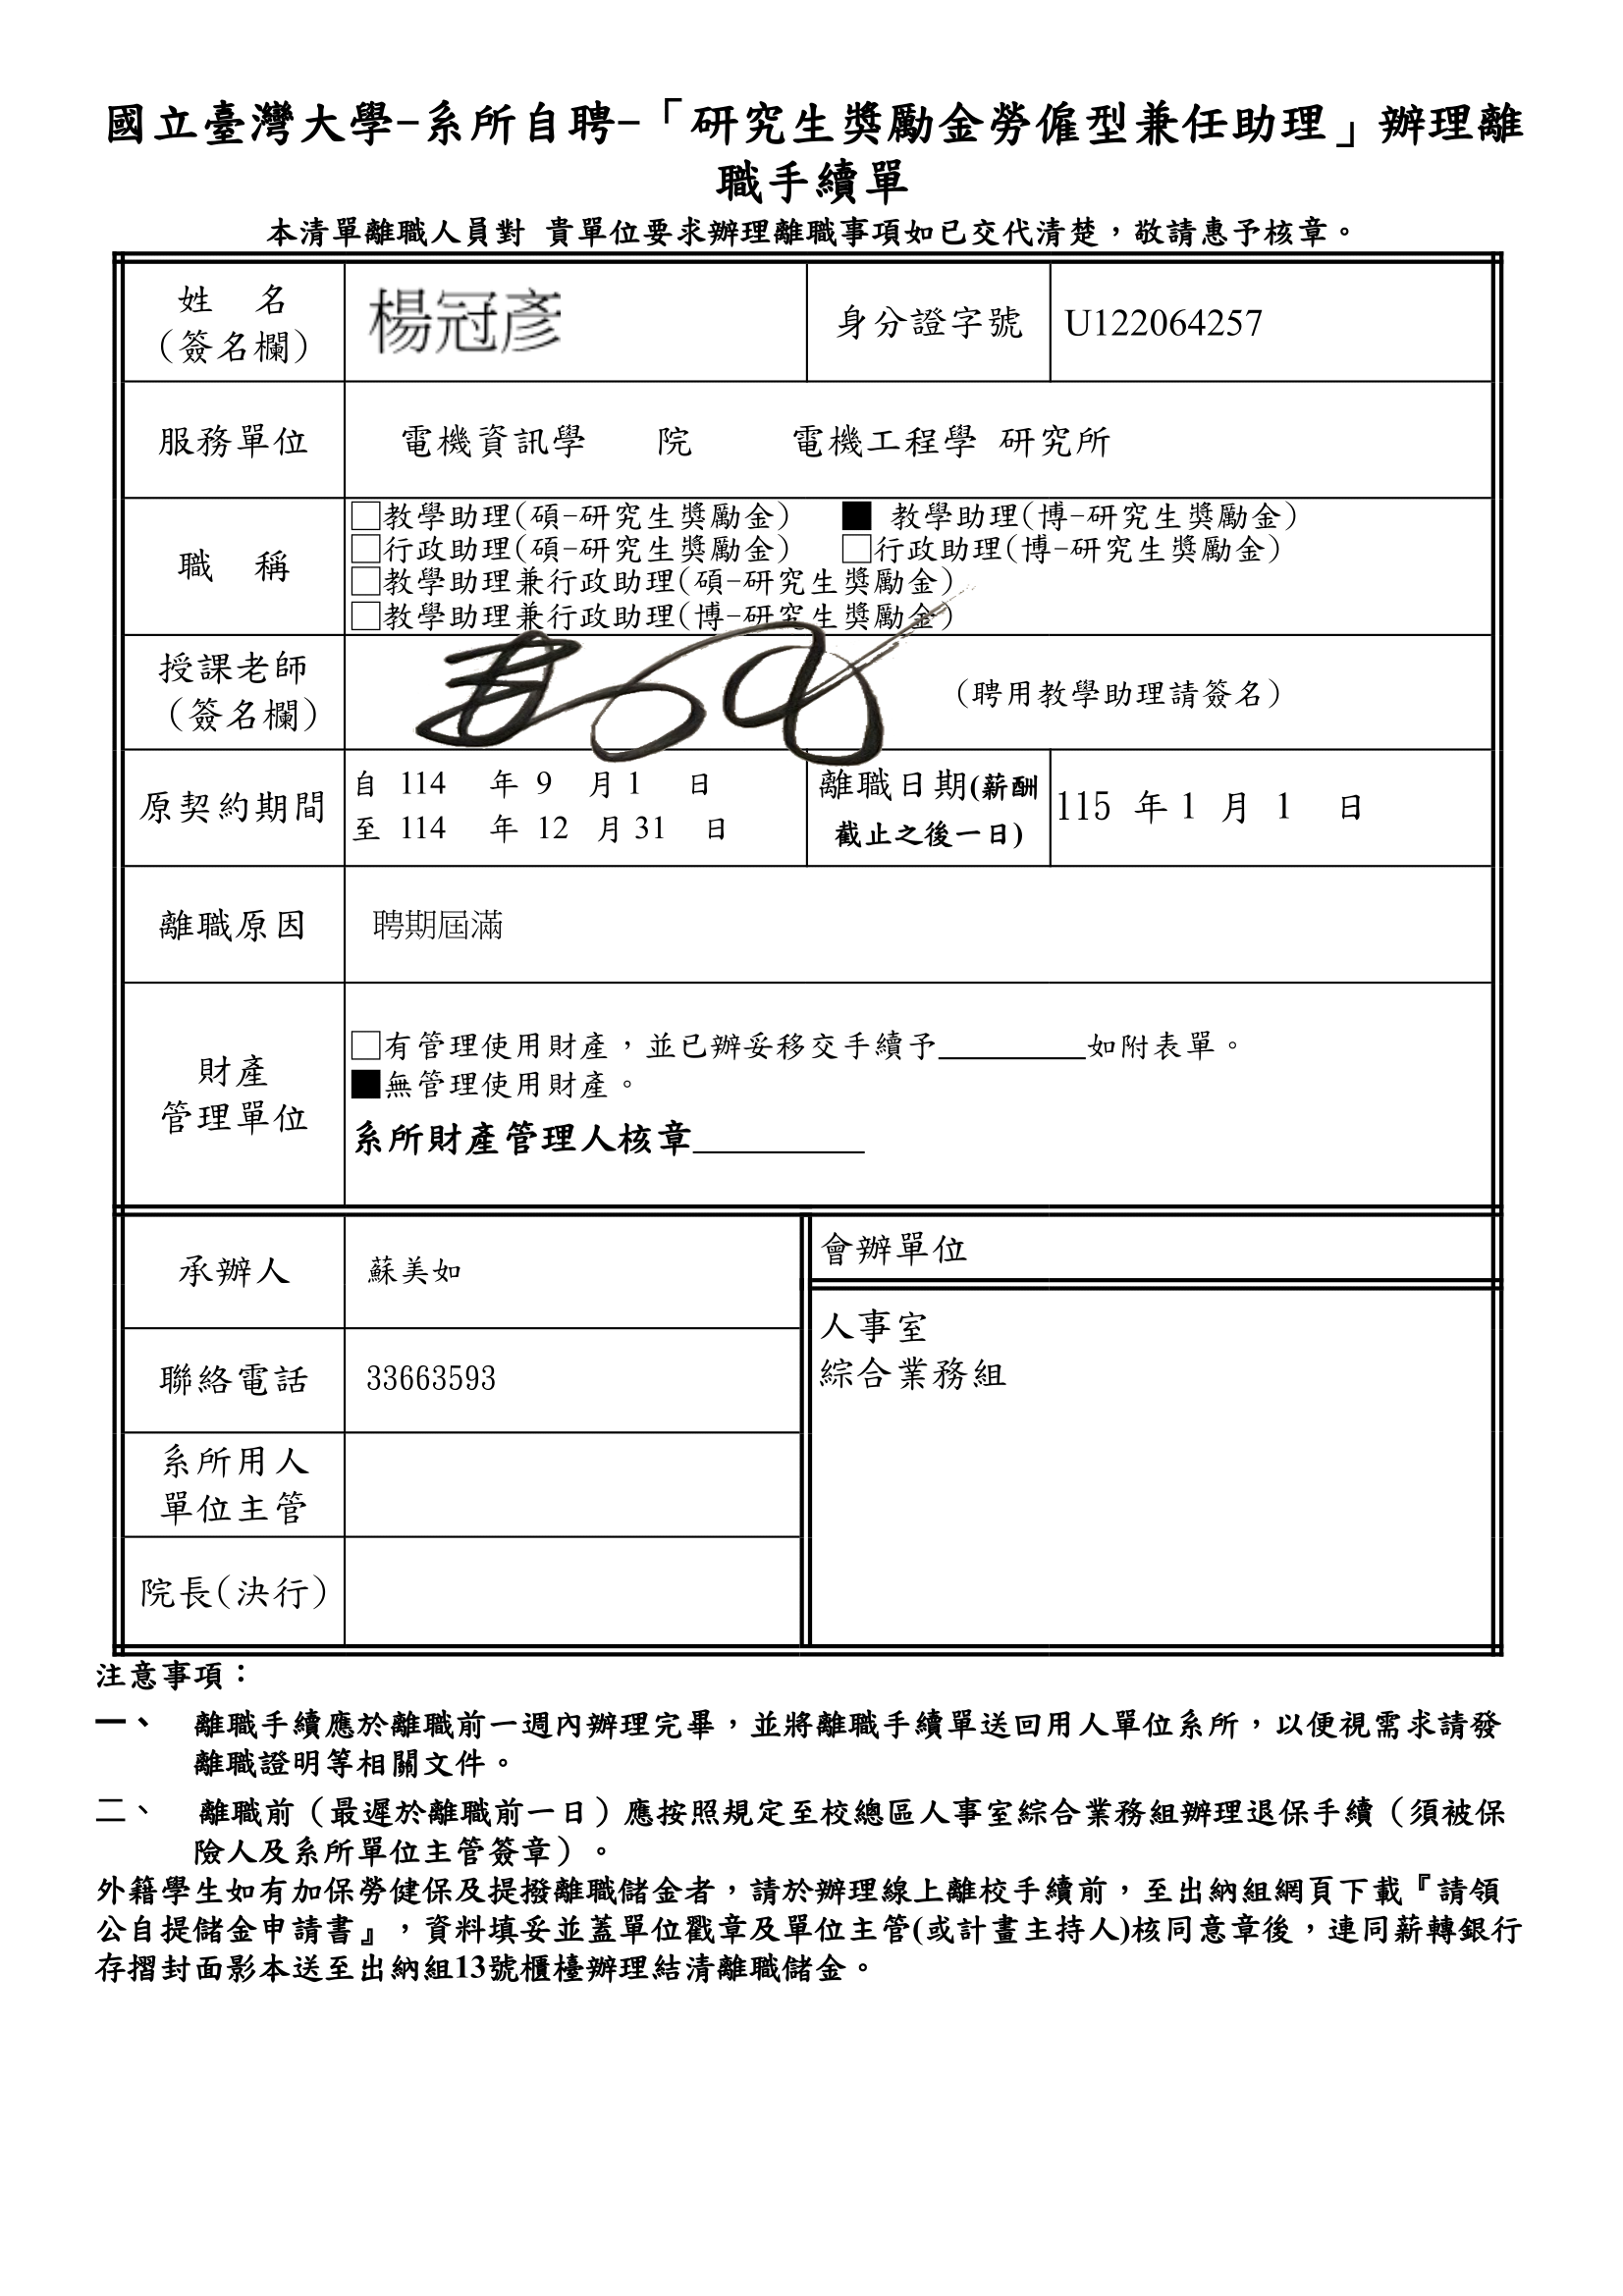 國立臺灣大學-系所自聘-「研究生獎勵金勞僱型兼任助理」辦理離
職手續單
本清單離職人員對 貴單位要求辦理離職事項如已交代清楚，敬請惠予核章。
姓 名
（簽名欄）
楊冠彥
身分證字號
U122064257
服務單位
電機資訊學 院 電機工程學 研究所
職 稱
□教學助理(碩-研究生獎勵金) ■ 教學助理(博-研究生獎勵金)
□行政助理(碩-研究生獎勵金) □行政助理(博-研究生獎勵金)
□教學助理兼行政助理(碩-研究生獎勵金)
□教學助理兼行政助理(博-研究生獎勵金)
授課老師
（簽名欄）
（聘用教學助理請簽名）
原契約期間
自 114 年 9 月 1 日
至 114 年 12 月 31 日
離職日期(薪酬
截止之後一日)
115 年 1 月 1 日
離職原因
聘期屆滿
財產
管理單位
□有管理使用財產，並已辦妥移交手續予_________如附表單。
■無管理使用財產。
系所財產管理人核章_________
承辦人
蘇美如
會辦單位
人事室
綜合業務組
聯絡電話
33663593
系所用人
單位主管
院長(決行)
注意事項：
一、 離職手續應於離職前一週內辦理完畢，並將離職手續單送回用人單位系所，以便視需求請發
離職證明等相關文件。
二、 離職前（最遲於離職前一日）應按照規定至校總區人事室綜合業務組辦理退保手續（須被保
險人及系所單位主管簽章）。
外籍學生如有加保勞健保及提撥離職儲金者，請於辦理線上離校手續前，至出納組網頁下載『請領
公自提儲金申請書』，資料填妥並蓋單位戳章及單位主管(或計畫主持人)核同意章後，連同薪轉銀行
存摺封面影本送至出納組13號櫃檯辦理結清離職儲金。